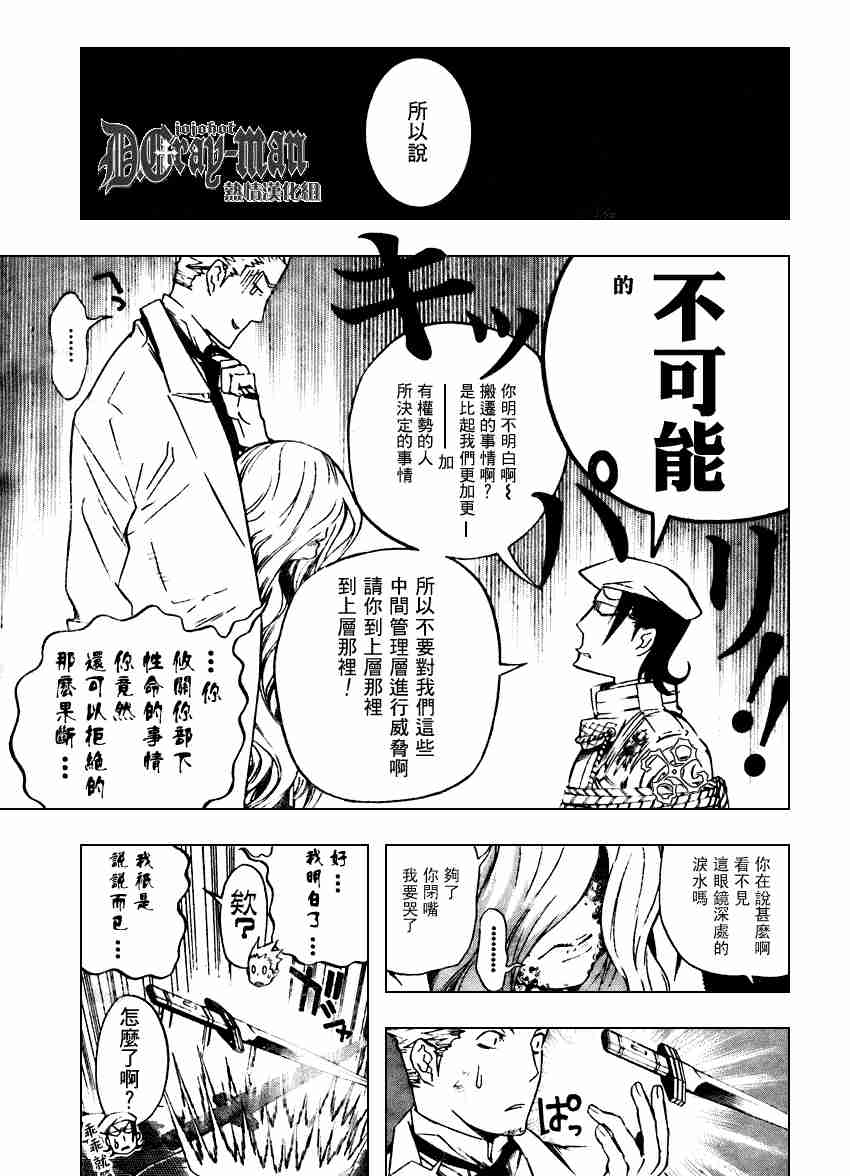 所以說
jojohot
D.Gray-man
熱情漢化組
不可能
的
キッパリ!!
你明不明白啊~
搬遷的事情啊?
是比起我們更加更
——加
有權勢的人
所決定的事情
所以不要對我們這些
中間管理層進行威脅啊
請你到上層那裡
到上層那裡!
……
…你
攸關你部下
性命的事情
你竟然
還可以拒絕的
那麼果斷…
你在說甚麼啊
看不見
這眼鏡深處的
淚水嗎
夠了
你閉嘴
我要哭了
………
ぱっ
好…
我明白了…
欸?
我祇是
說說而已…
怎麼了啊?
乖
乖
就